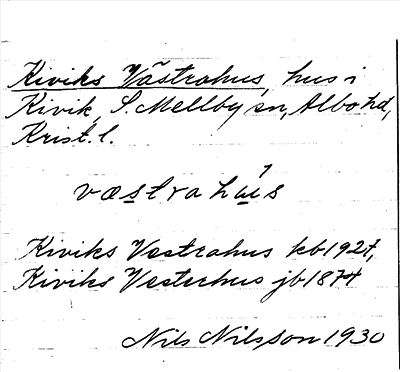 Kiviks Västrahus, hus i
Kivik, S. Mellby sn, Albo hd,
Krist. l.
væstrahus
Kiviks Vestrahus kb 1927,
Kiviks Vesterhus jb 1874
Nils Nilsson 1930